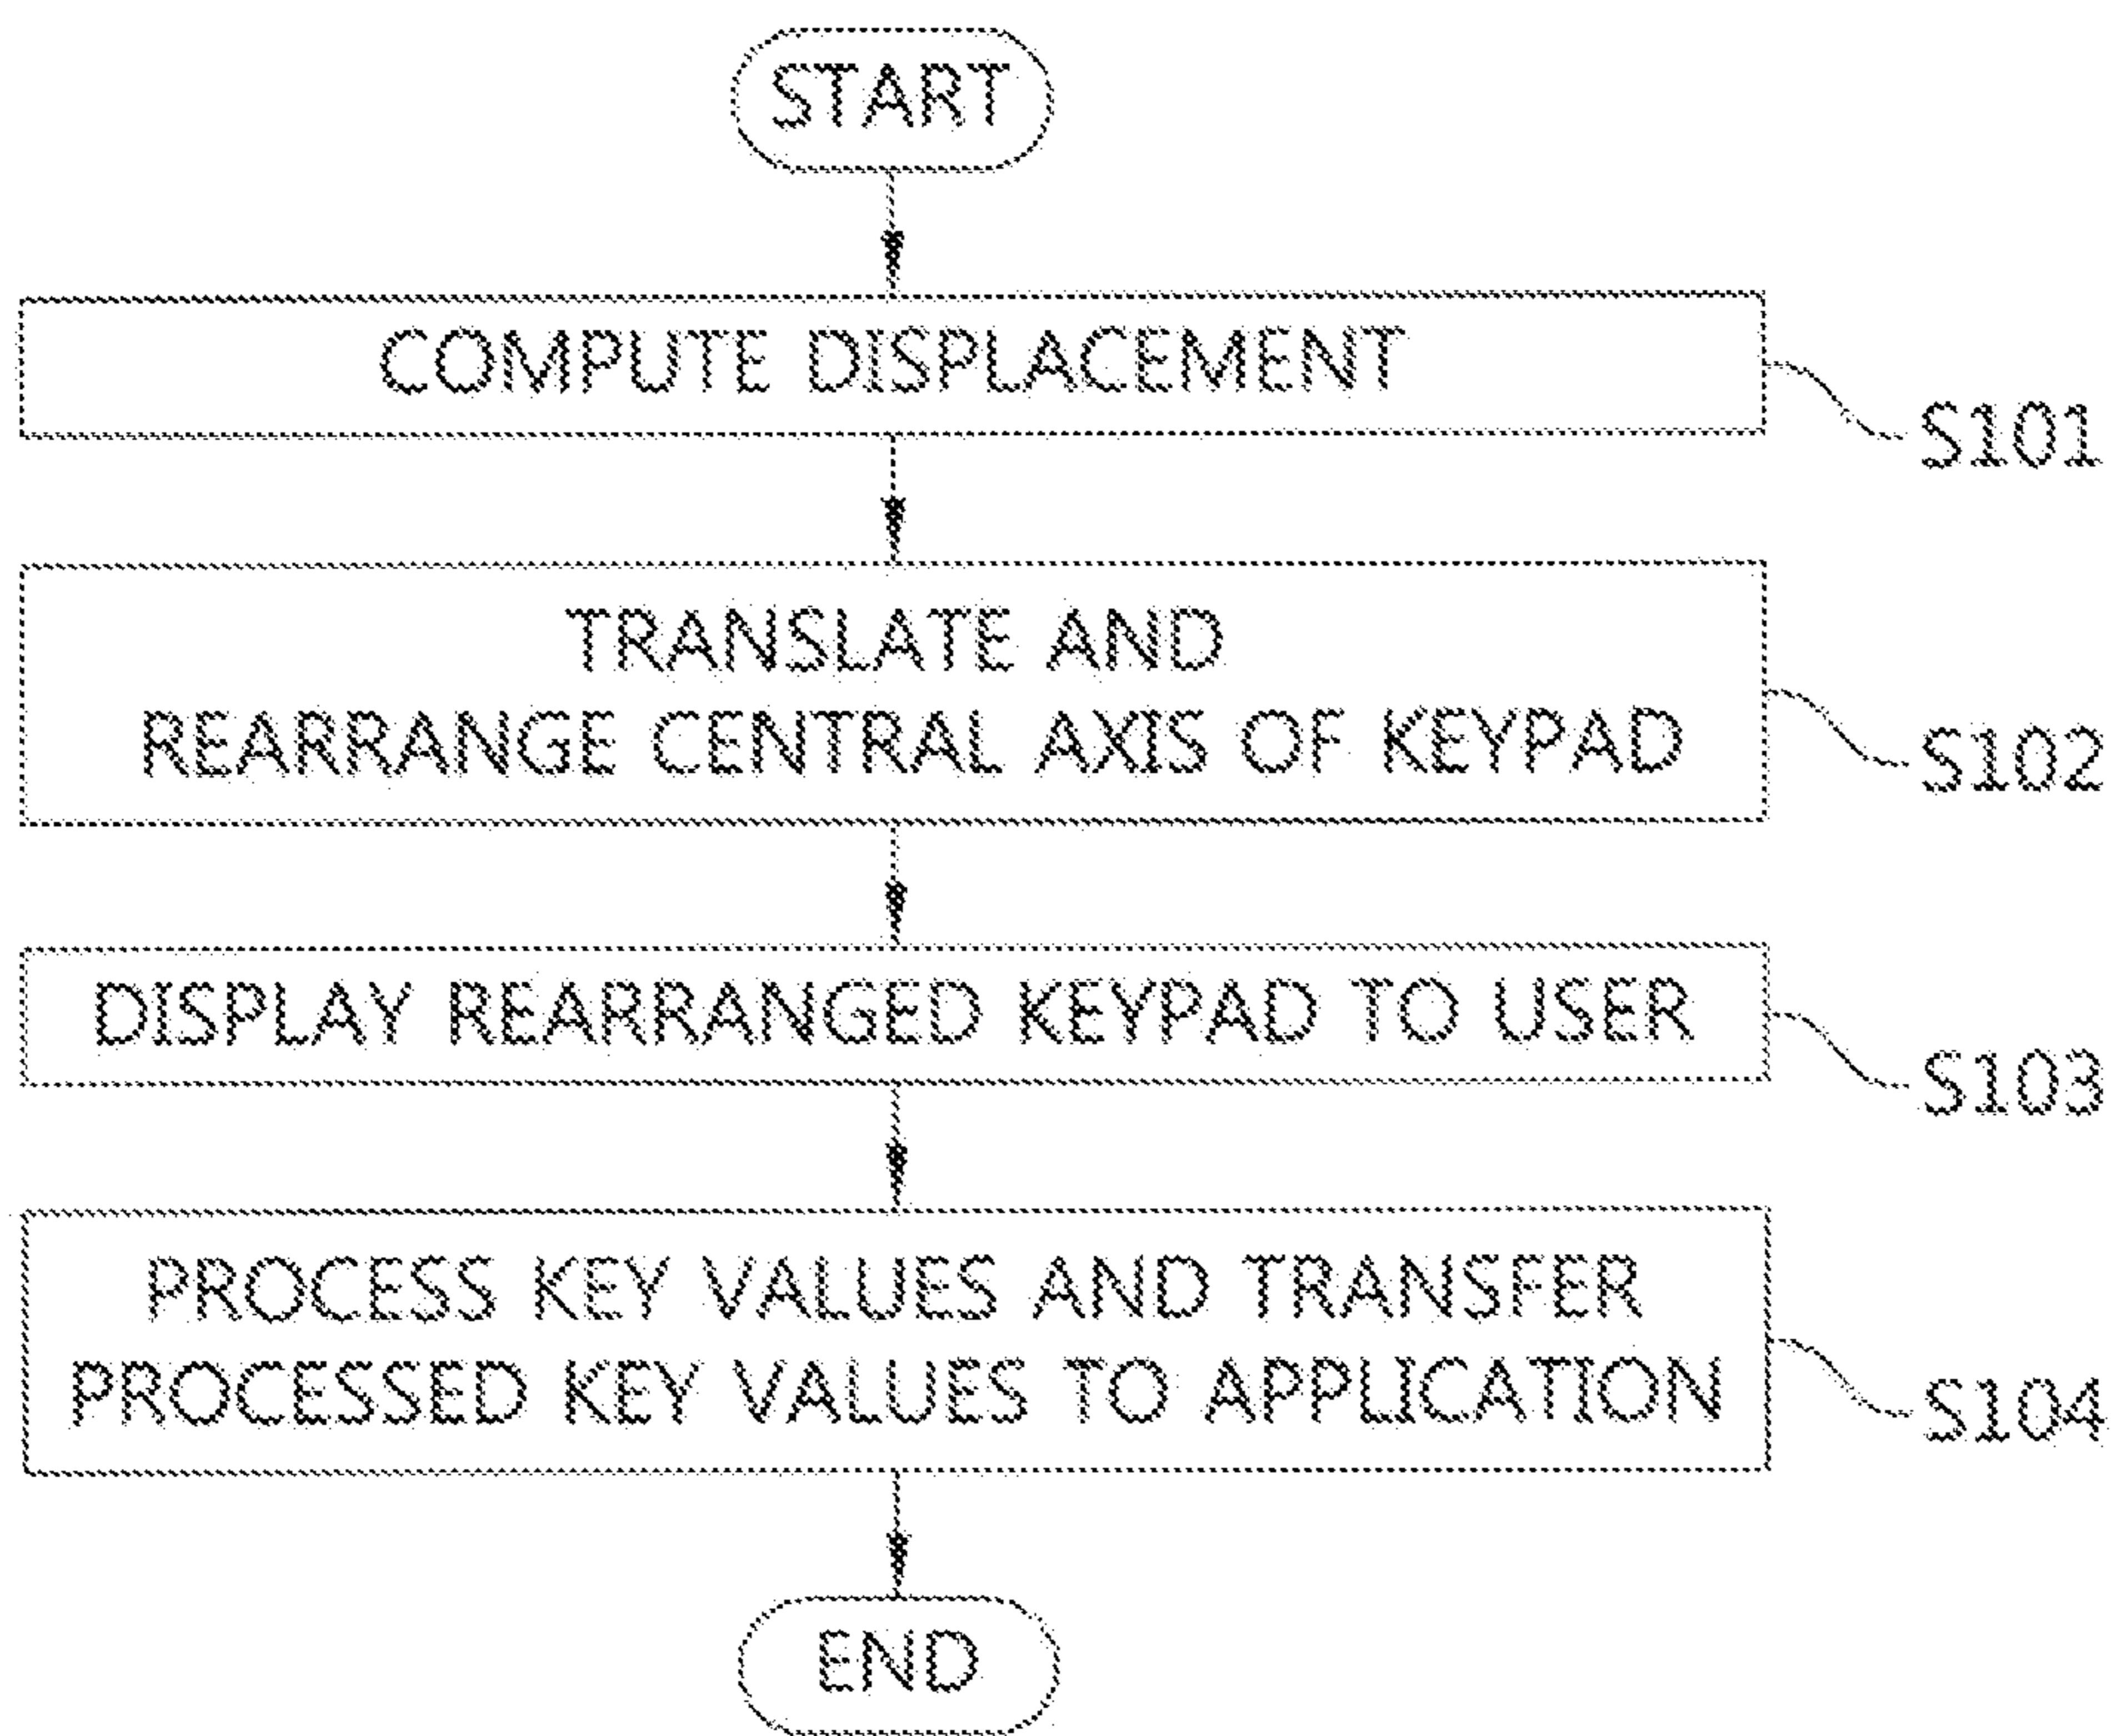 START
COMPUTE DISPLACEMENT
S101
TRANSLATE AND
REARRANGE CENTRAL AXIS OF KEYPAD
S102
DISPLAY REARRANGED KEYPAD TO USER
S103
PROCESS KEY VALUES AND TRANSFER
PROCESSED KEY VALUES TO APPLICATION
S104
END